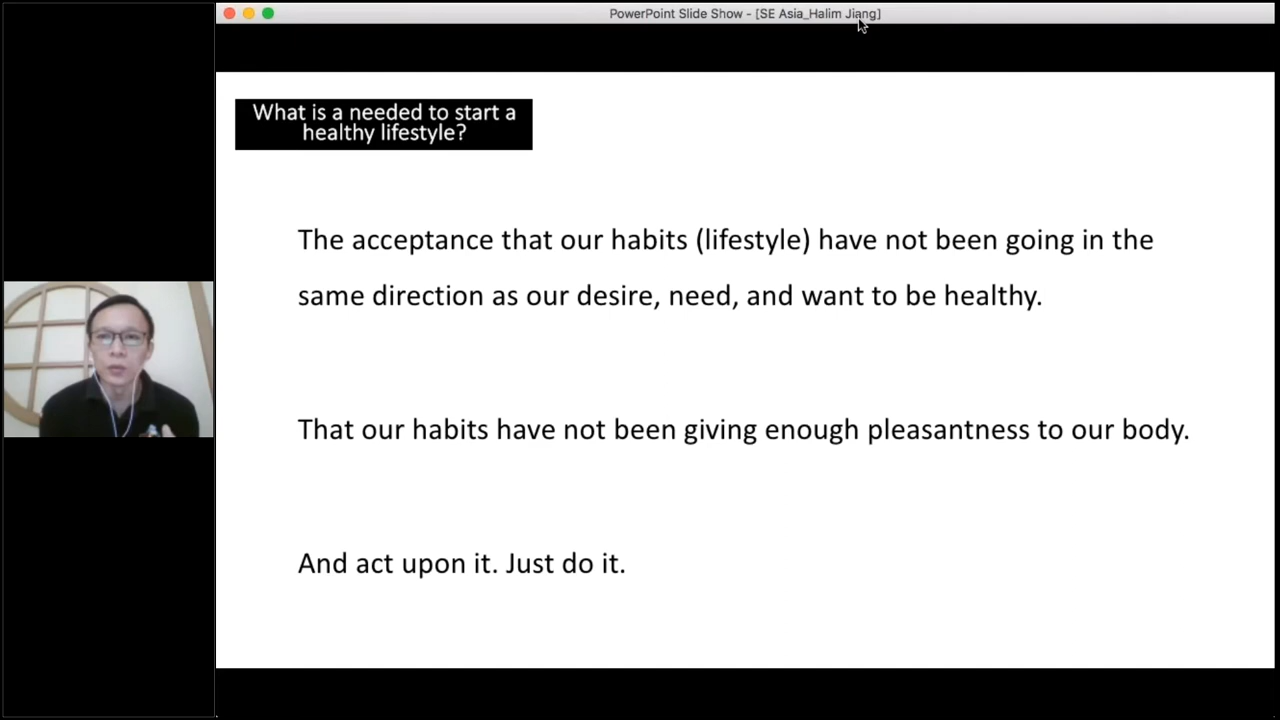 PowerPoint Slide Show - [SE Asia_Halim Jiang]
What is a needed to start a
healthy lifestyle?
The acceptance that our habits (lifestyle) have not been going in the
same direction as our desire, need, and want to be healthy.
That our habits have not been giving enough pleasantness to our body.
And act upon it. Just do it.